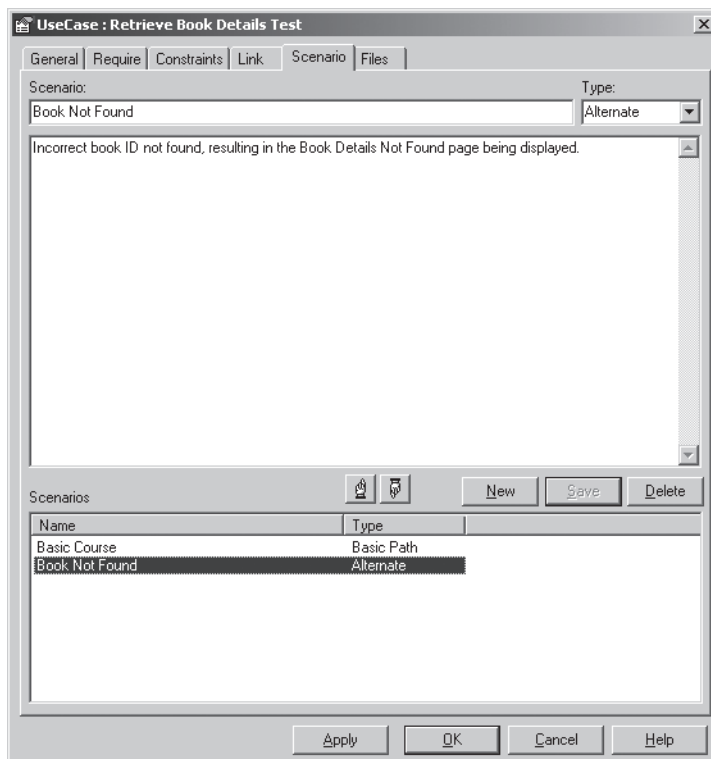 UseCase : Retrieve Book Details Test
General Require Constraints Link Scenario Files
Scenario: Type:
Book Not Found Alternate
Incorrect book ID not found, resulting in the Book Details Not Found page being displayed.
Scenarios New Save Delete
Name Type
Basic Course Basic Path
Book Not Found Alternate
Apply OK Cancel Help